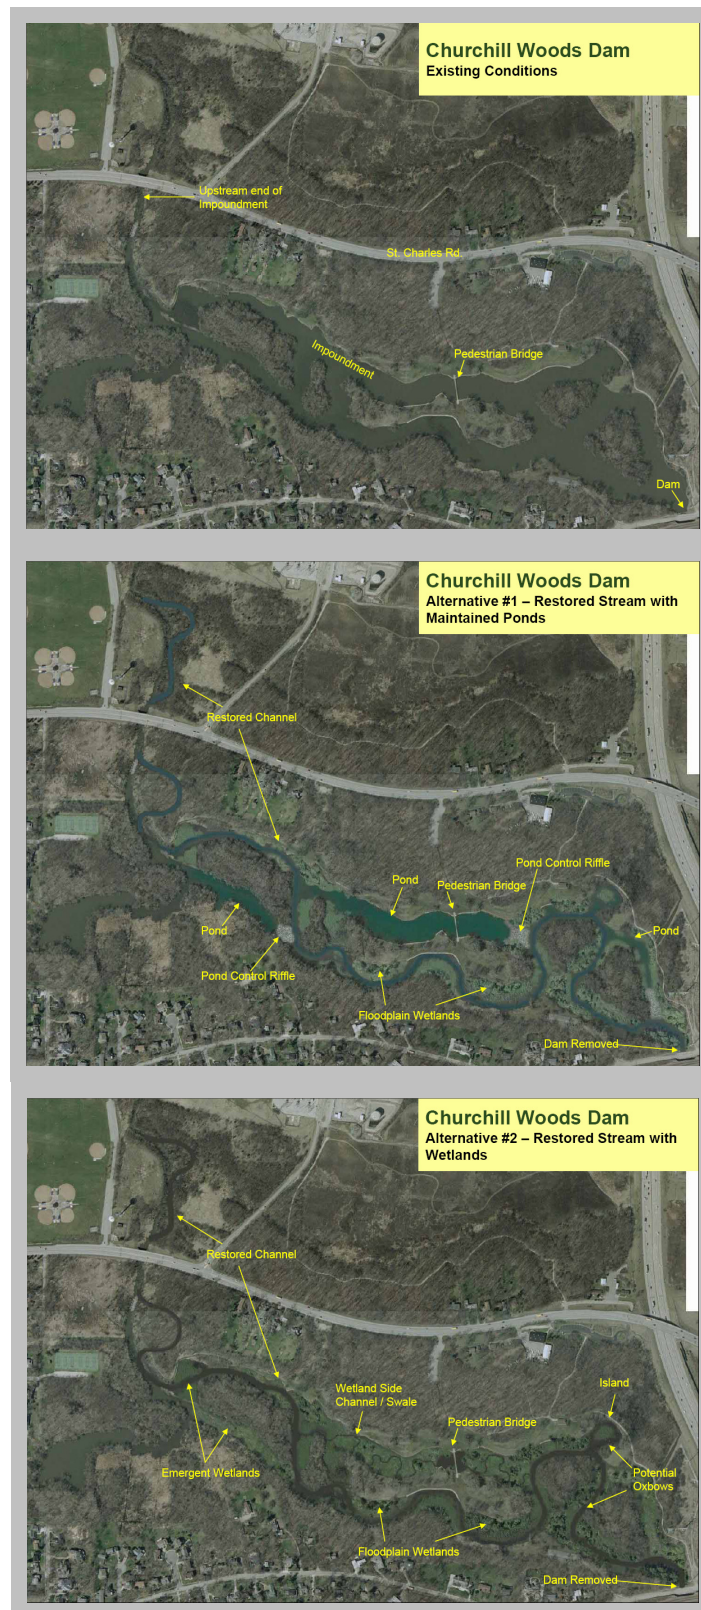 Churchill Woods Dam
Existing Conditions
Upstream end of
Impoundment
St. Charles Rd.
Impoundment
Pedestrian Bridge
Dam
Churchill Woods Dam
Alternative #1 – Restored Stream with
Maintained Ponds
Restored Channel
Pond Control Riffle
Pond
Pedestrian Bridge
Pond
Pond
Pond Control Riffle
Floodplain Wetlands
Dam Removed
Churchill Woods Dam
Alternative #2 – Restored Stream with
Wetlands
Restored Channel
Island
Wetland Side
Channel / Swale
Pedestrian Bridge
Emergent Wetlands
Potential
Oxbows
Floodplain Wetlands
Dam Removed